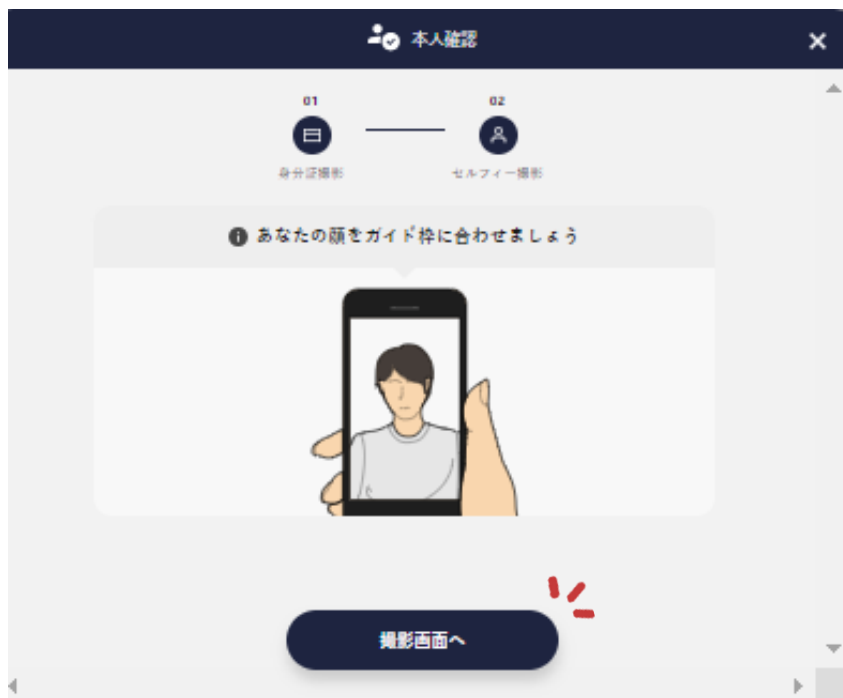 本人確認
01
02
身分証撮影
セルフィー撮影
あなたの顔をガイド枠に合わせましょう
撮影画面へ